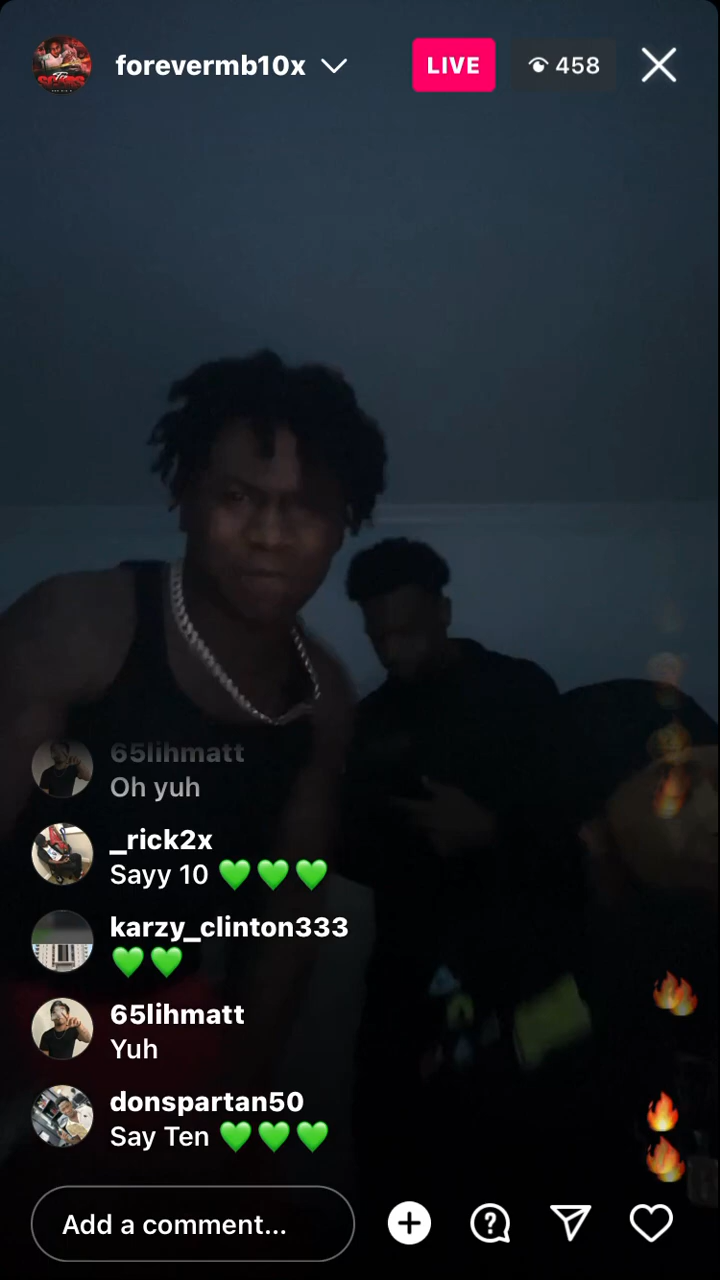 forevermb10x
LIVE
458
65lihmatt
Oh yuh
_rick2x
Sayy 10 💚💚💚
karzy_clinton333
💚💚
65lihmatt
Yuh
donspartan50
Say Ten 💚💚💚
Add a comment...